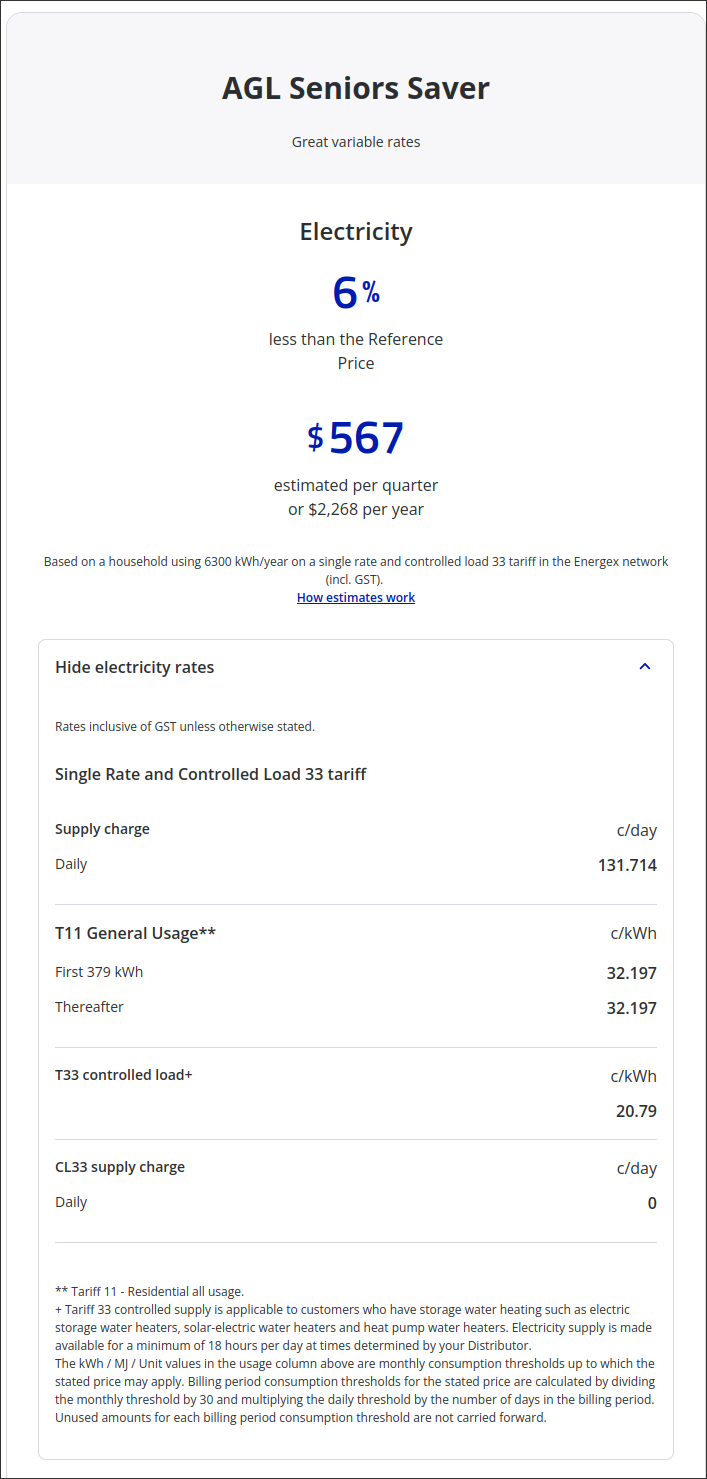 AGL Seniors Saver
Great variable rates
Electricity
6%
less than the Reference
Price
$567
estimated per quarter
or $2,268 per year
Based on a household using 6300 kWh/year on a single rate and controlled load 33 tariff in the Energex network
(incl. GST).
How estimates work
Hide electricity rates
Rates inclusive of GST unless otherwise stated.
Single Rate and Controlled Load 33 tariff
Supply charge c/day
Daily 131.714
T11 General Usage** c/kWh
First 379 kWh 32.197
Thereafter 32.197
T33 controlled load+ c/kWh
20.79
CL33 supply charge c/day
Daily 0
** Tariff 11 - Residential all usage.
+ Tariff 33 controlled supply is applicable to customers who have storage water heating such as electric
storage water heaters, solar-electric water heaters and heat pump water heaters. Electricity supply is made
available for a minimum of 18 hours per day at times determined by your Distributor.
The kWh / MJ / Unit values in the usage column above are monthly consumption thresholds up to which the
stated price may apply. Billing period consumption thresholds for the stated price are calculated by dividing
the monthly threshold by 30 and multiplying the daily threshold by the number of days in the billing period.
Unused amounts for each billing period consumption threshold are not carried forward.